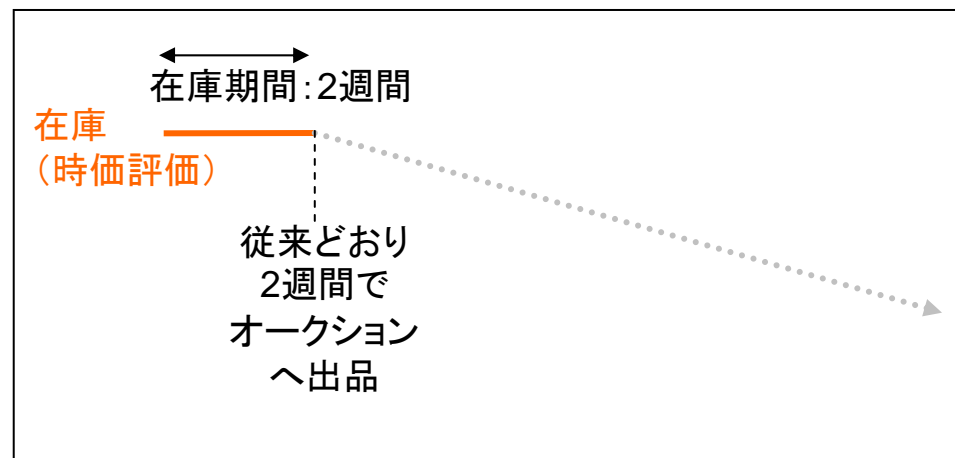 在庫期間：2週間
在庫
（時価評価）
従来どおり
2週間で
オークション
へ出品